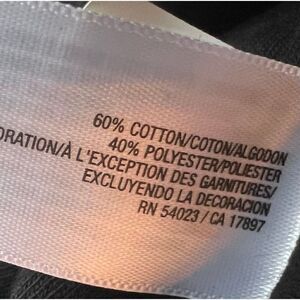 60% COTTON/COTON/ALGODON
40% POLYESTER/POLIESTER
ORATION/À L'EXCEPTION DES GARNITURES/
EXCLUYENDO LA DECORACION
RN 54023 / CA 17897